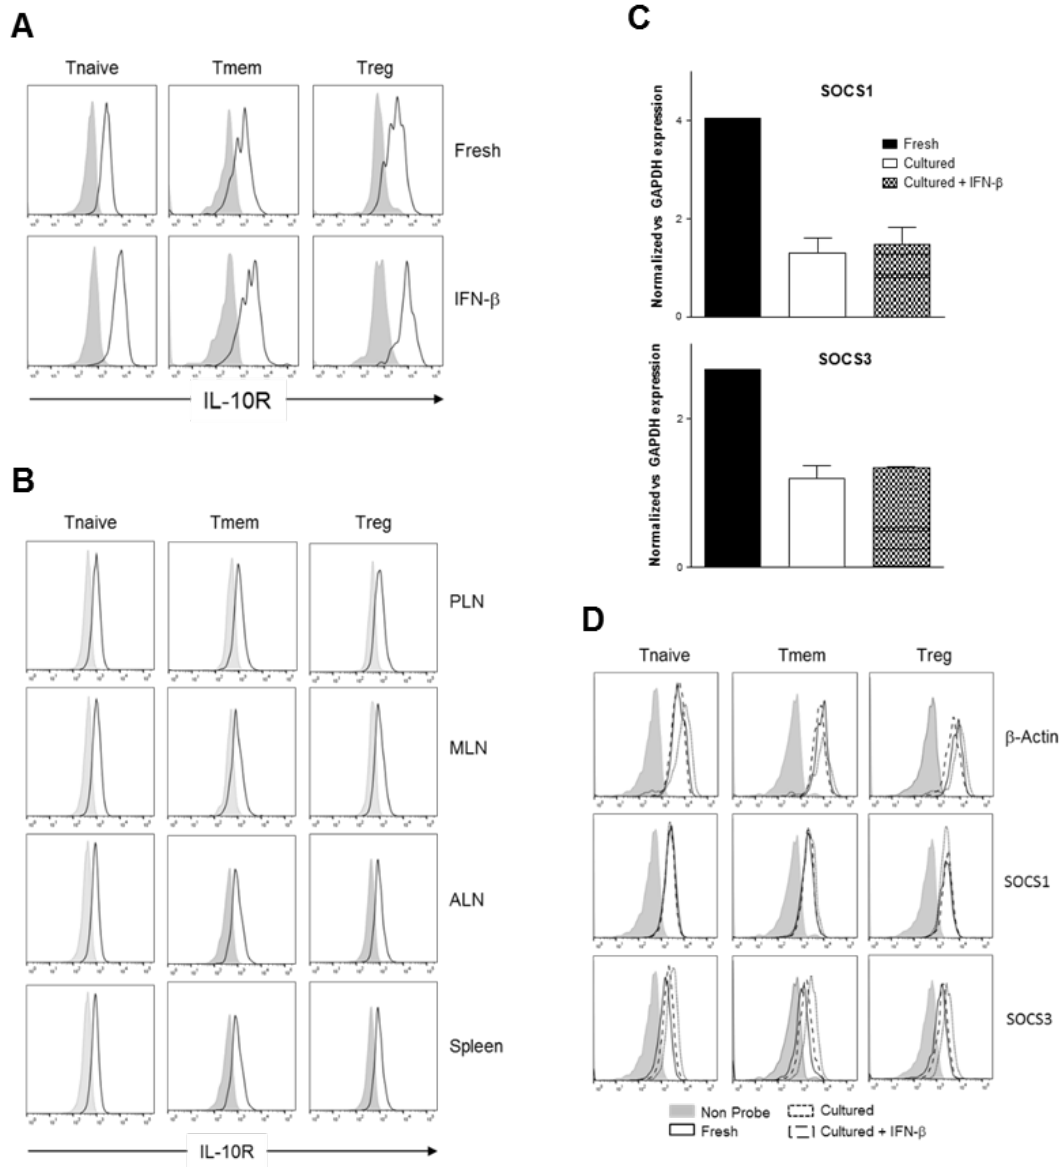 A
Tnaive Tmem Treg
Fresh
IFN-β
IL-10R
B
Tnaive Tmem Treg
PLN
MLN
ALN
Spleen
IL-10R
C
SOCS1
Normalized vs GAPDH expression
4
2
0
Fresh
Cultured
Cultured + IFN-β
SOCS3
Normalized vs GAPDH expression
2
0
D
Tnaive Tmem Treg
β-Actin
SOCS1
SOCS3
Non Probe Cultured
Fresh Cultured + IFN-β